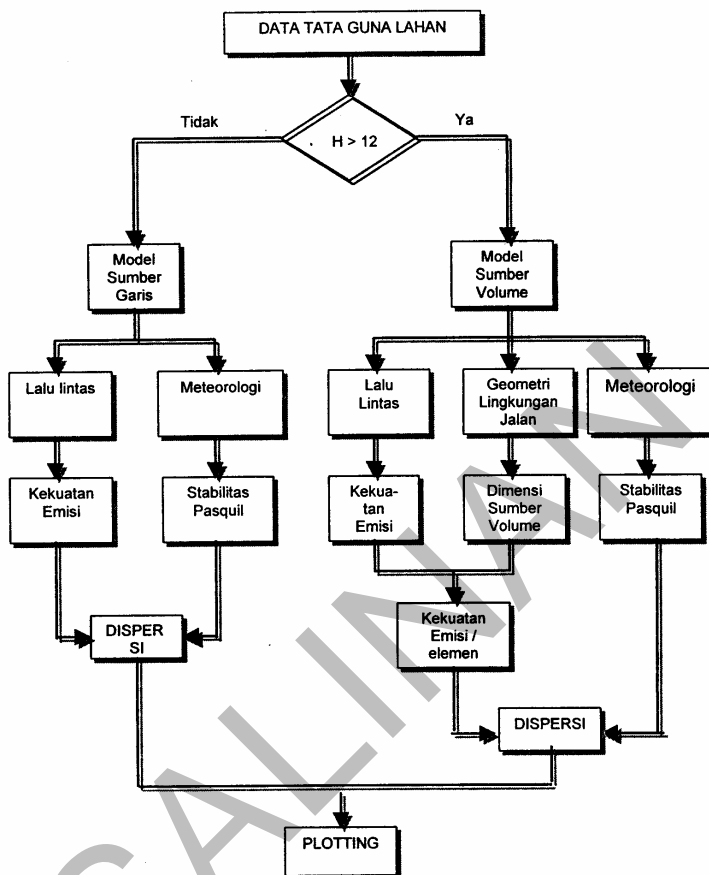 DATA TATA GUNA LAHAN
Tidak
H > 12
Ya
Model
Sumber
Garis
Model
Sumber
Volume
Lalu lintas
Meteorologi
Lalu
Lintas
Geometri
Lingkungan
Jalan
Meteorologi
Kekuatan
Emisi
Stabilitas
Pasquil
Kekua-
tan
Emisi
Dimensi
Sumber
Volume
Stabilitas
Pasquil
DISPER
SI
Kekuatan
Emisi /
elemen
DISPERSI
PLOTTING
SALINAN